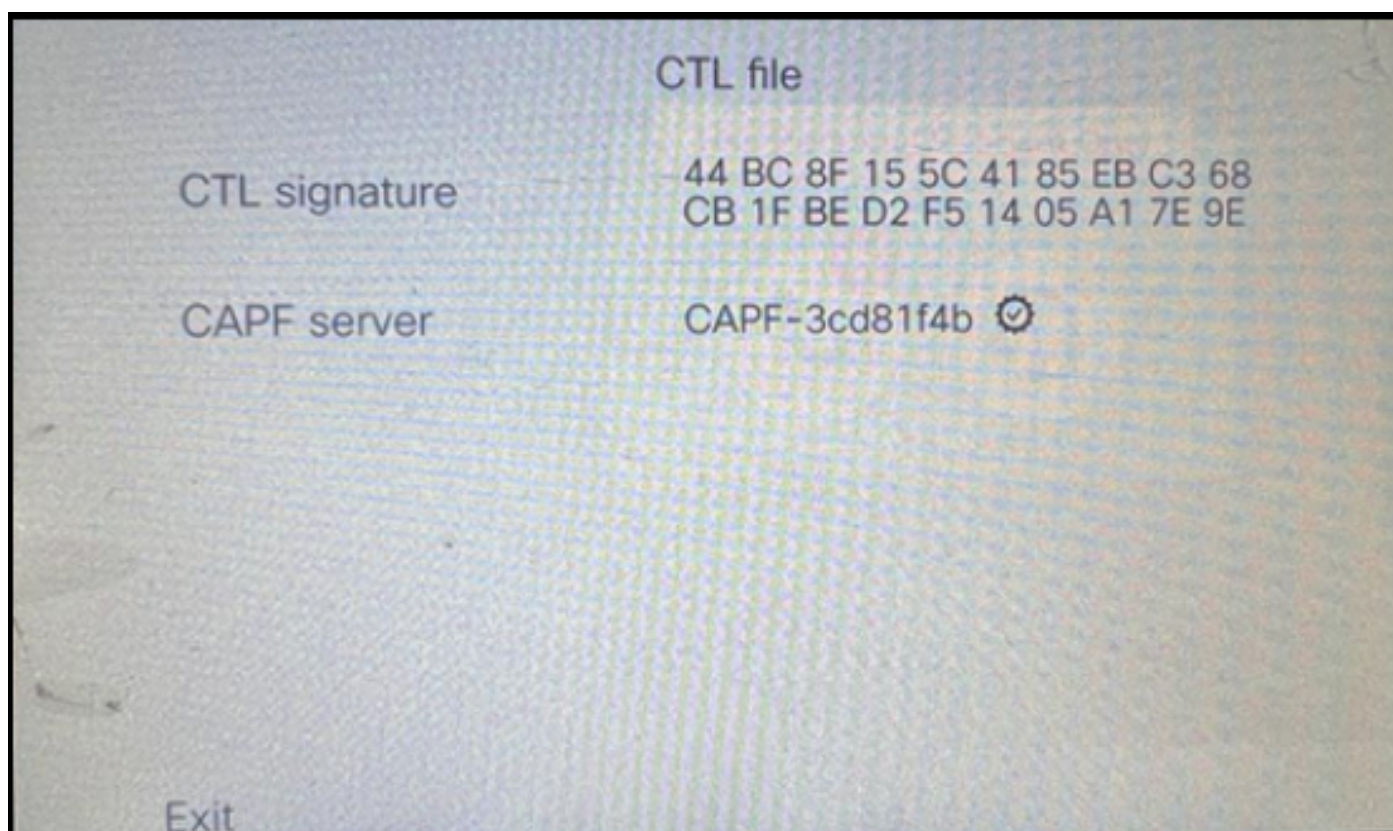 CTL file
CTL signature 44 BC 8F 15 5C 41 85 EB C3 68
CB 1F BE D2 F5 14 05 A1 7E 9E
CAPF server CAPF-3cd81f4b
Exit